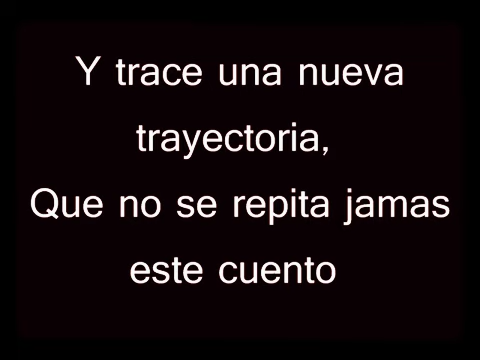 Y trace una nueva
trayectoria,
Que no se repita jamas
este cuento